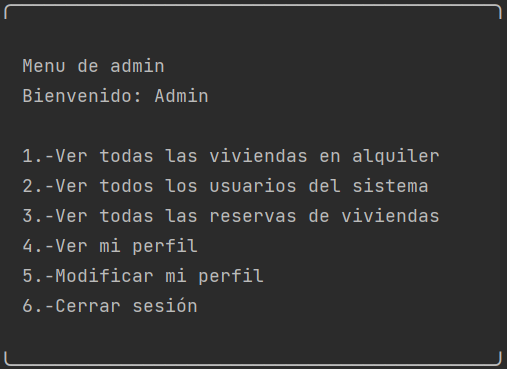 Menu de admin
Bienvenido: Admin
1.-Ver todas las viviendas en alquiler
2.-Ver todos los usuarios del sistema
3.-Ver todas las reservas de viviendas
4.-Ver mi perfil
5.-Modificar mi perfil
6.-Cerrar sesión